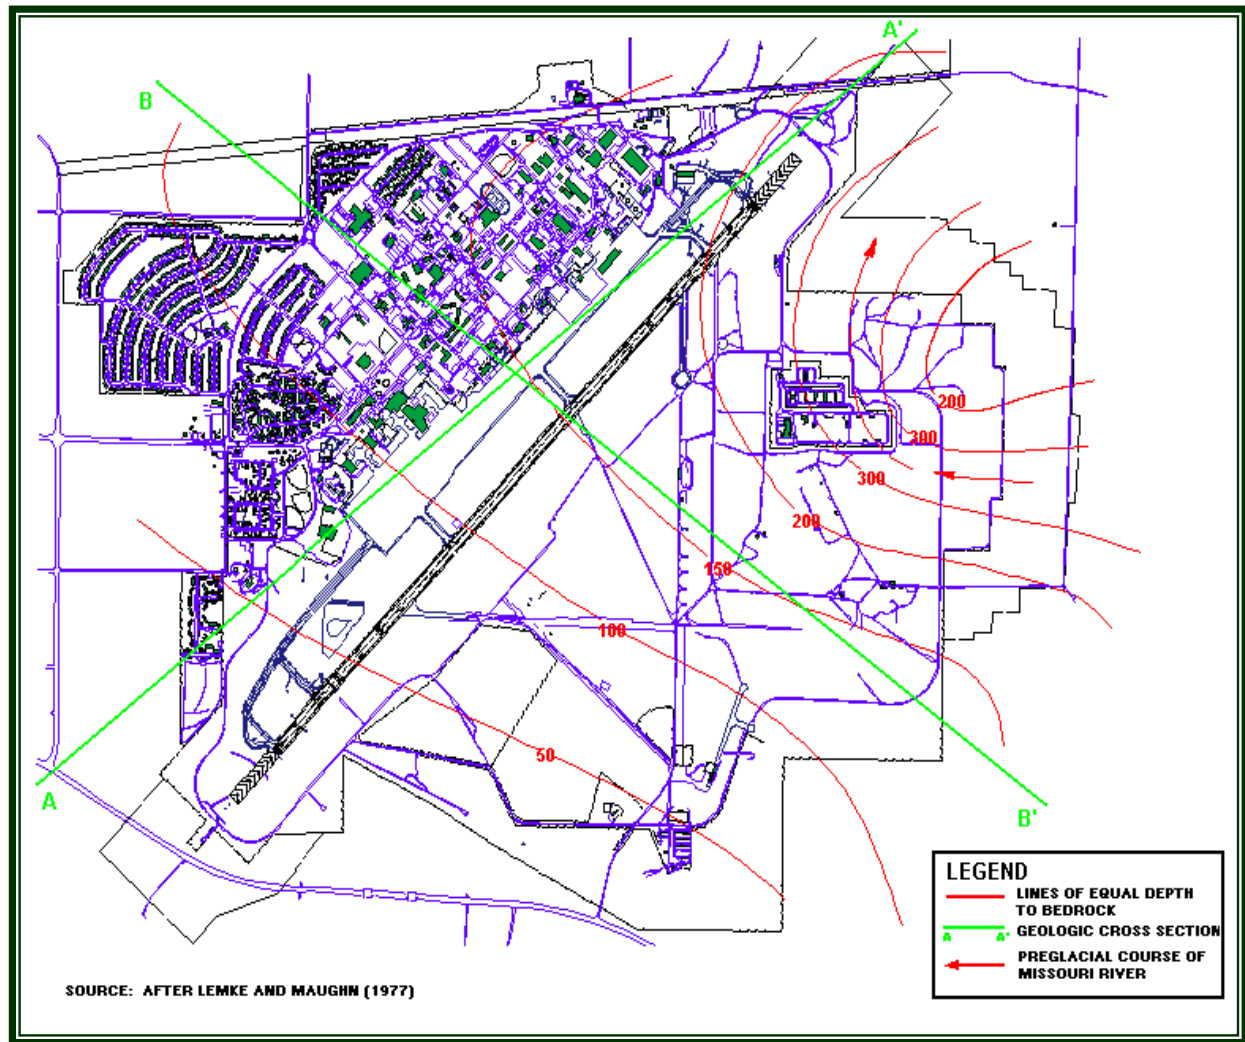 A'
B
200
300
300
200
150
100
50
A
B'
LEGEND
LINES OF EQUAL DEPTH
TO BEDROCK
A A' GEOLOGIC CROSS SECTION
PREGLACIAL COURSE OF
MISSOURI RIVER
SOURCE: AFTER LEMKE AND MAUGHN (1977)